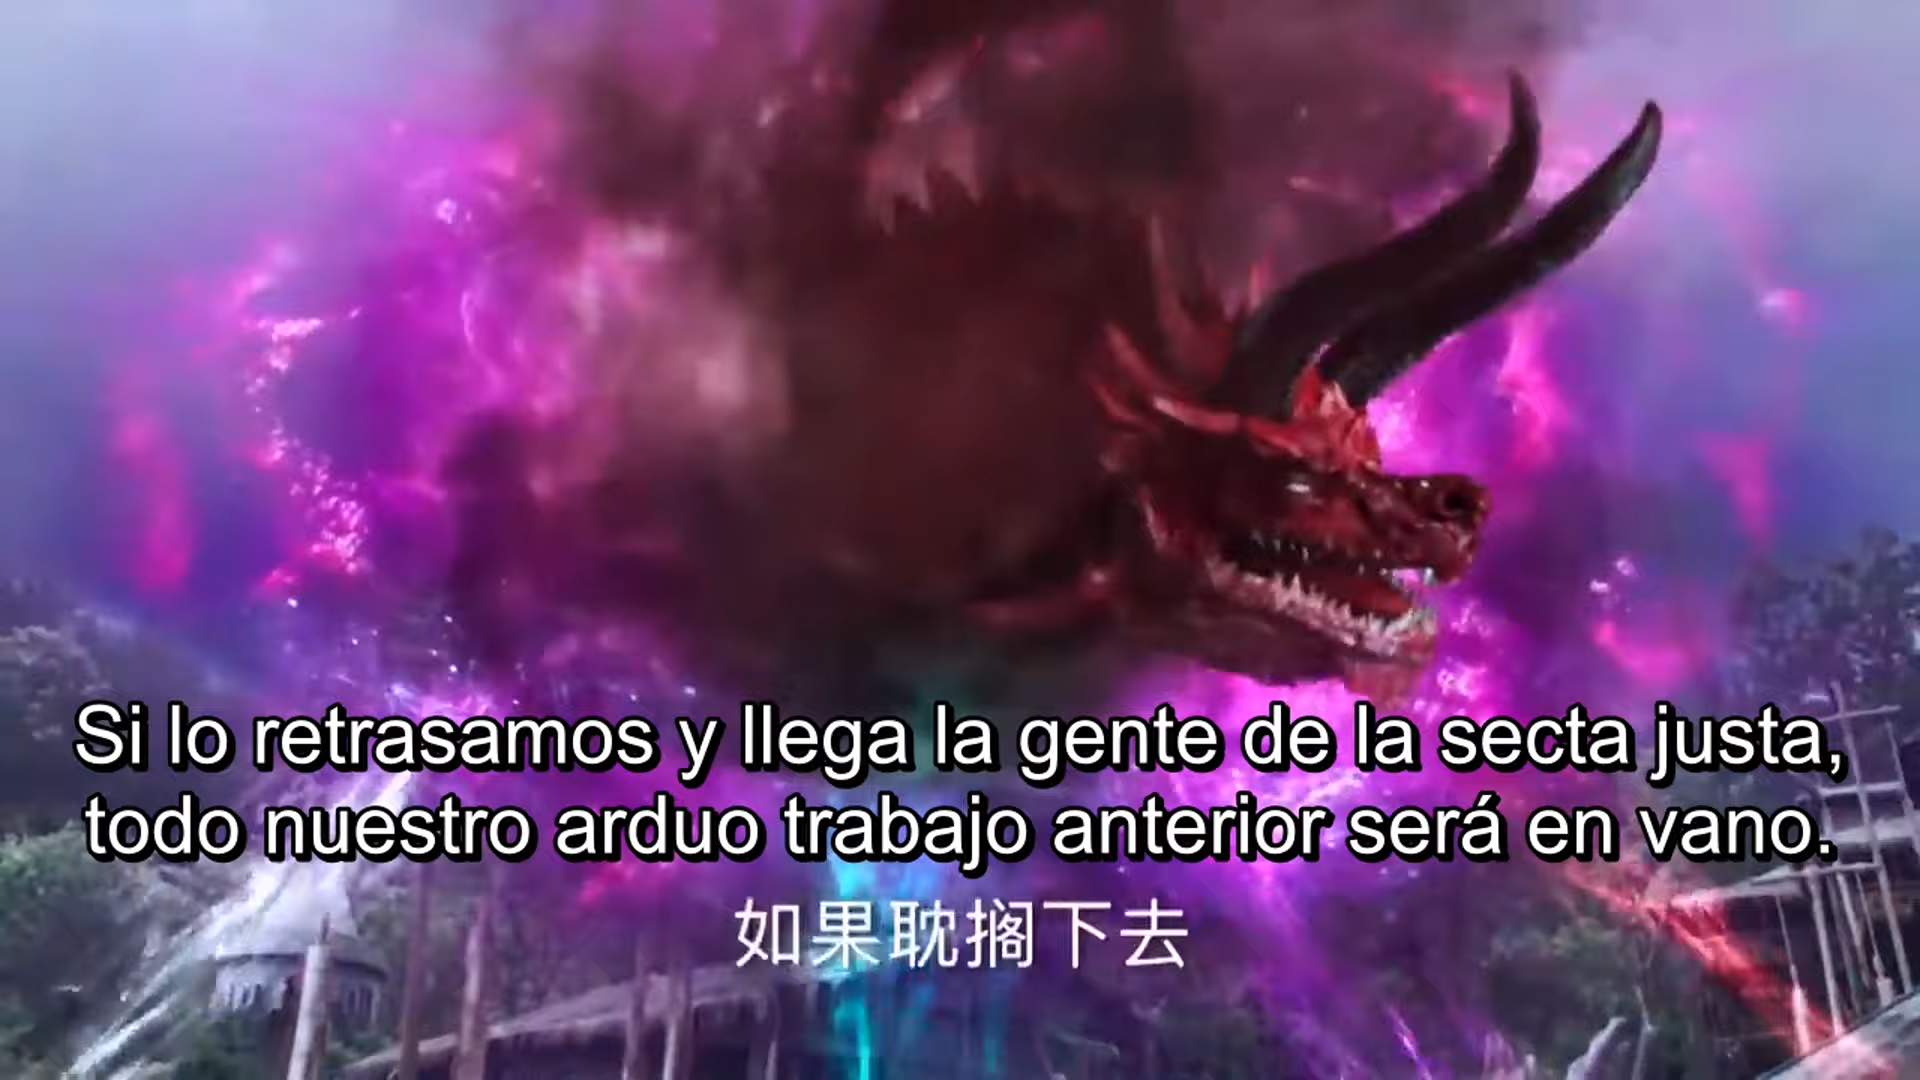 Si lo retrasamos y llega la gente de la secta justa,
todo nuestro arduo trabajo anterior será en vano.
如果耽搁下去